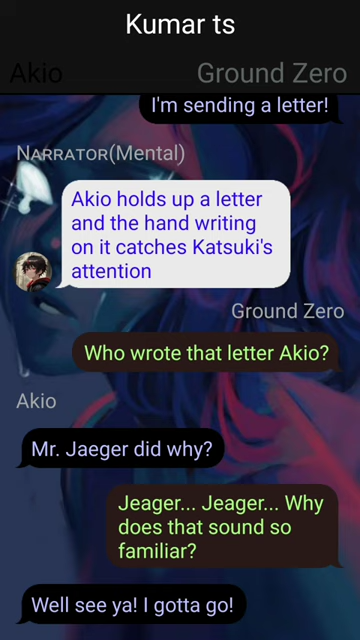 Kumar ts
Akio
Ground Zero
I'm sending a letter!
NARRATOR(Mental)
Akio holds up a letter
and the hand writing
on it catches Katsuki's
attention
Ground Zero
Who wrote that letter Akio?
Akio
Mr. Jaeger did why?
Jeager... Jeager... Why
does that sound so
familiar?
Well see ya! I gotta go!